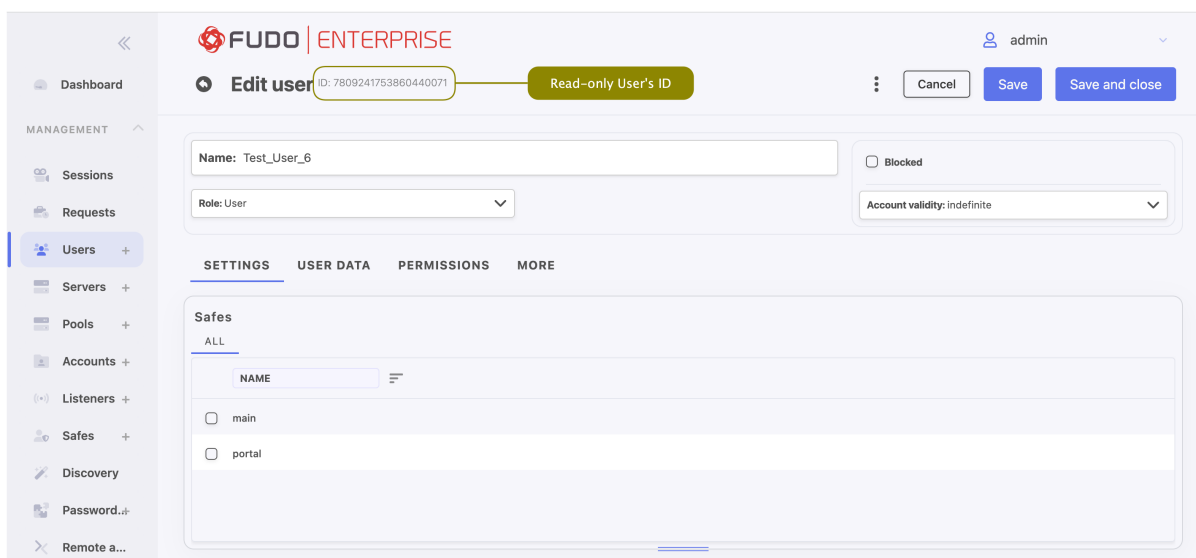 FUDO ENTERPRISE
admin
Dashboard
Edit user
ID: 7809241753860440071
Read-only User's ID
Cancel
Save
Save and close
MANAGEMENT
Sessions
Requests
Users +
Servers +
Pools +
Accounts +
Listeners +
Safes +
Discovery
Password..+
Remote a...
Name: Test_User_6
Blocked
Role: User
Account validity: indefinite
SETTINGS USER DATA PERMISSIONS MORE
Safes
ALL
NAME
main
portal